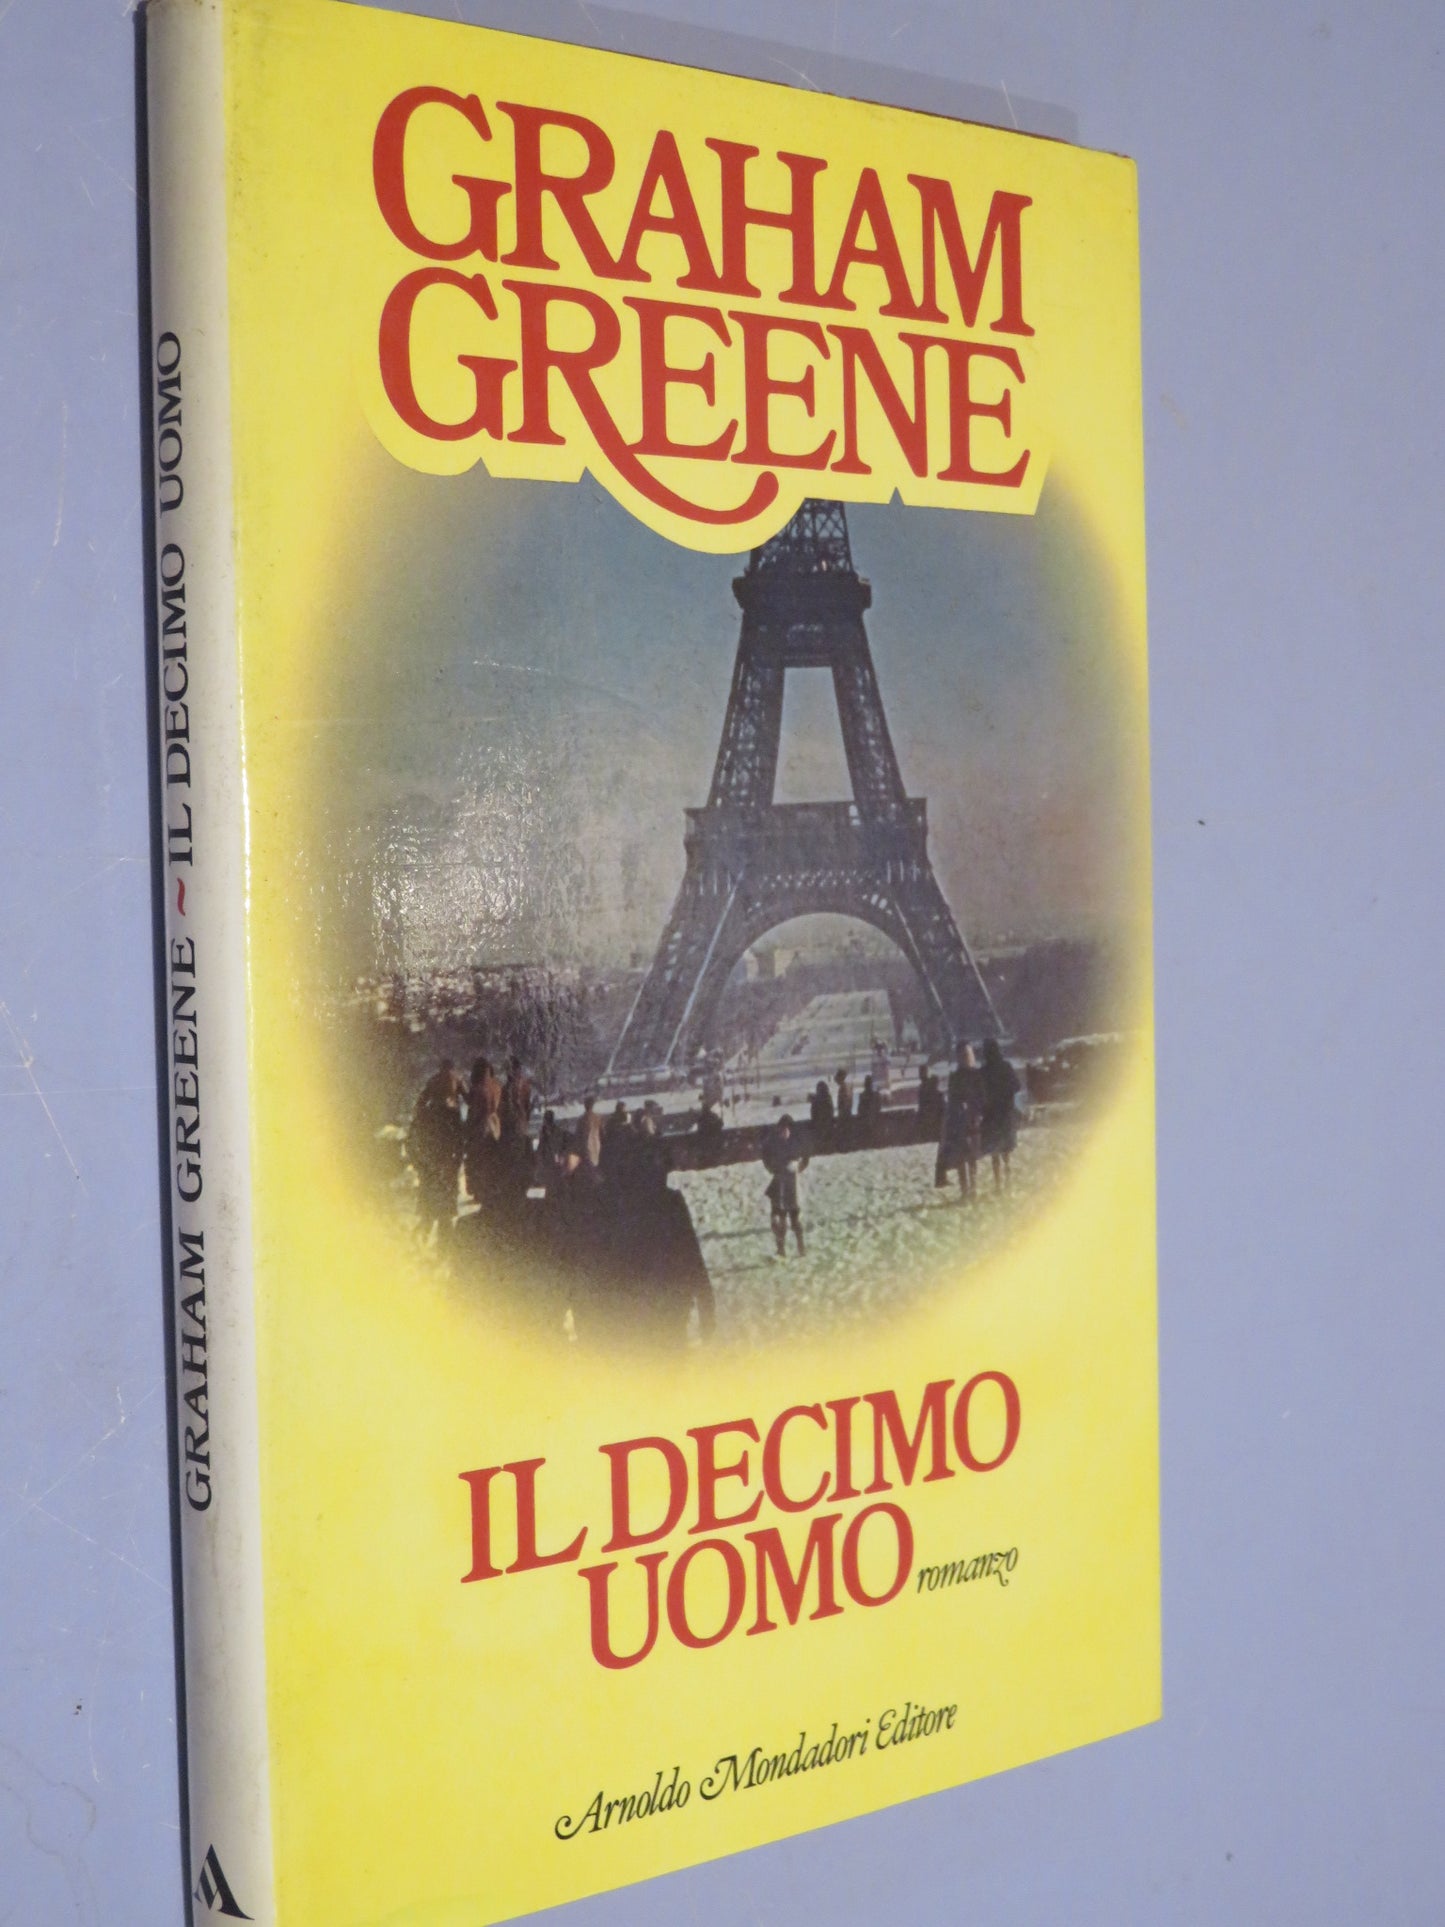 GRAHAM
GREENE
IL DECIMO
UOMO romanzo
Arnoldo Mondadori Editore
GRAHAM GREENE ~ IL DECIMO UOMO